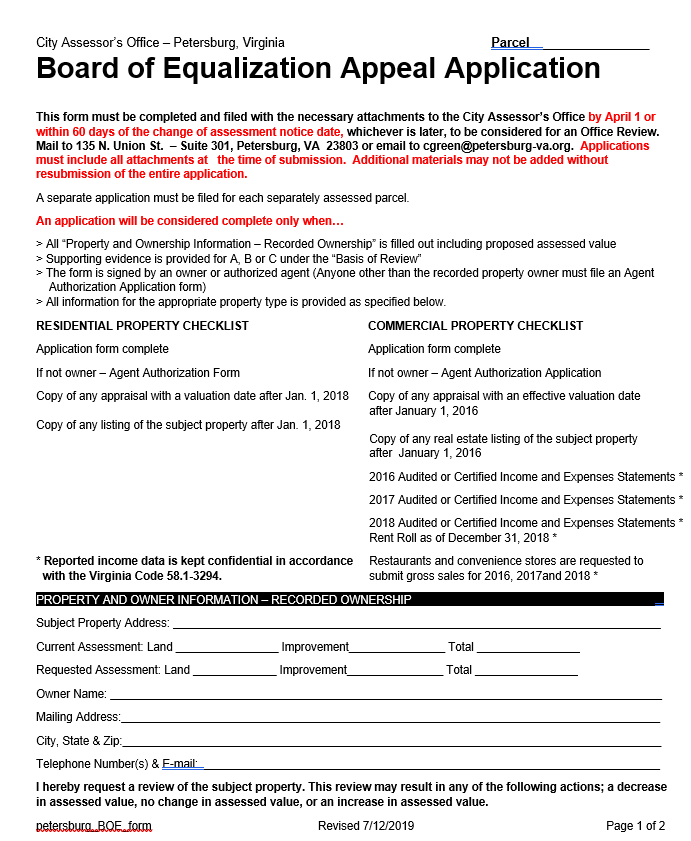 City Assessor's Office – Petersburg, Virginia Parcel
Board of Equalization Appeal Application
This form must be completed and filed with the necessary attachments to the City Assessor's Office by April 1 or
within 60 days of the change of assessment notice date, whichever is later, to be considered for an Office Review.
Mail to 135 N. Union St. – Suite 301, Petersburg, VA 23803 or email to cgreen@petersburg-va.org. Applications
must include all attachments at the time of submission. Additional materials may not be added without
resubmission of the entire application.
A separate application must be filed for each separately assessed parcel.
An application will be considered complete only when…
> All “Property and Ownership Information – Recorded Ownership” is filled out including proposed assessed value
> Supporting evidence is provided for A, B or C under the “Basis of Review”
> The form is signed by an owner or authorized agent (Anyone other than the recorded property owner must file an Agent
Authorization Application form)
> All information for the appropriate property type is provided as specified below.
RESIDENTIAL PROPERTY CHECKLIST
Application form complete
If not owner – Agent Authorization Form
Copy of any appraisal with a valuation date after Jan. 1, 2018
Copy of any listing of the subject property after Jan. 1, 2018
* Reported income data is kept confidential in accordance
with the Virginia Code 58.1-3294.
COMMERCIAL PROPERTY CHECKLIST
Application form complete
If not owner – Agent Authorization Application
Copy of any appraisal with an effective valuation date
after January 1, 2016
Copy of any real estate listing of the subject property
after January 1, 2016
2016 Audited or Certified Income and Expenses Statements *
2017 Audited or Certified Income and Expenses Statements *
2018 Audited or Certified Income and Expenses Statements *
Rent Roll as of December 31, 2018 *
Restaurants and convenience stores are requested to
submit gross sales for 2016, 2017and 2018 *
PROPERTY AND OWNER INFORMATION – RECORDED OWNERSHIP
Subject Property Address:
Current Assessment: Land Improvement Total
Requested Assessment: Land Improvement Total
Owner Name:
Mailing Address:
City, State & Zip:
Telephone Number(s) & E-mail:
I hereby request a review of the subject property. This review may result in any of the following actions; a decrease
in assessed value, no change in assessed value, or an increase in assessed value.
petersburg_BOE_form Revised 7/12/2019 Page 1 of 2